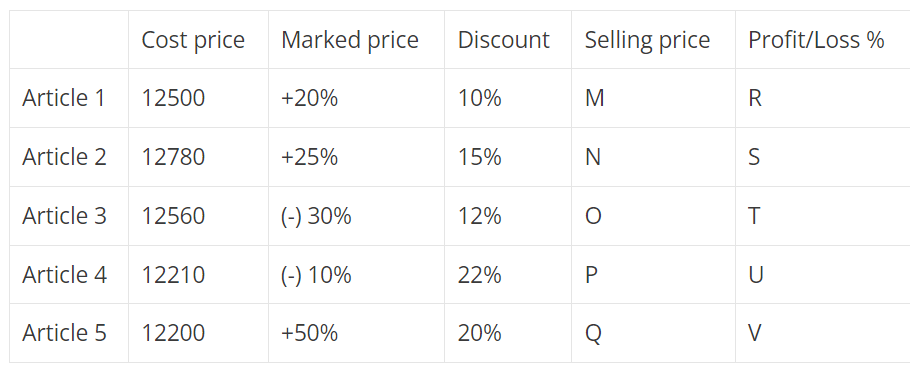 Cost price Marked price Discount Selling price Profit/Loss %
Article 1 12500 +20% 10% M R
Article 2 12780 +25% 15% N S
Article 3 12560 (-) 30% 12% O T
Article 4 12210 (-) 10% 22% P U
Article 5 12200 +50% 20% Q V